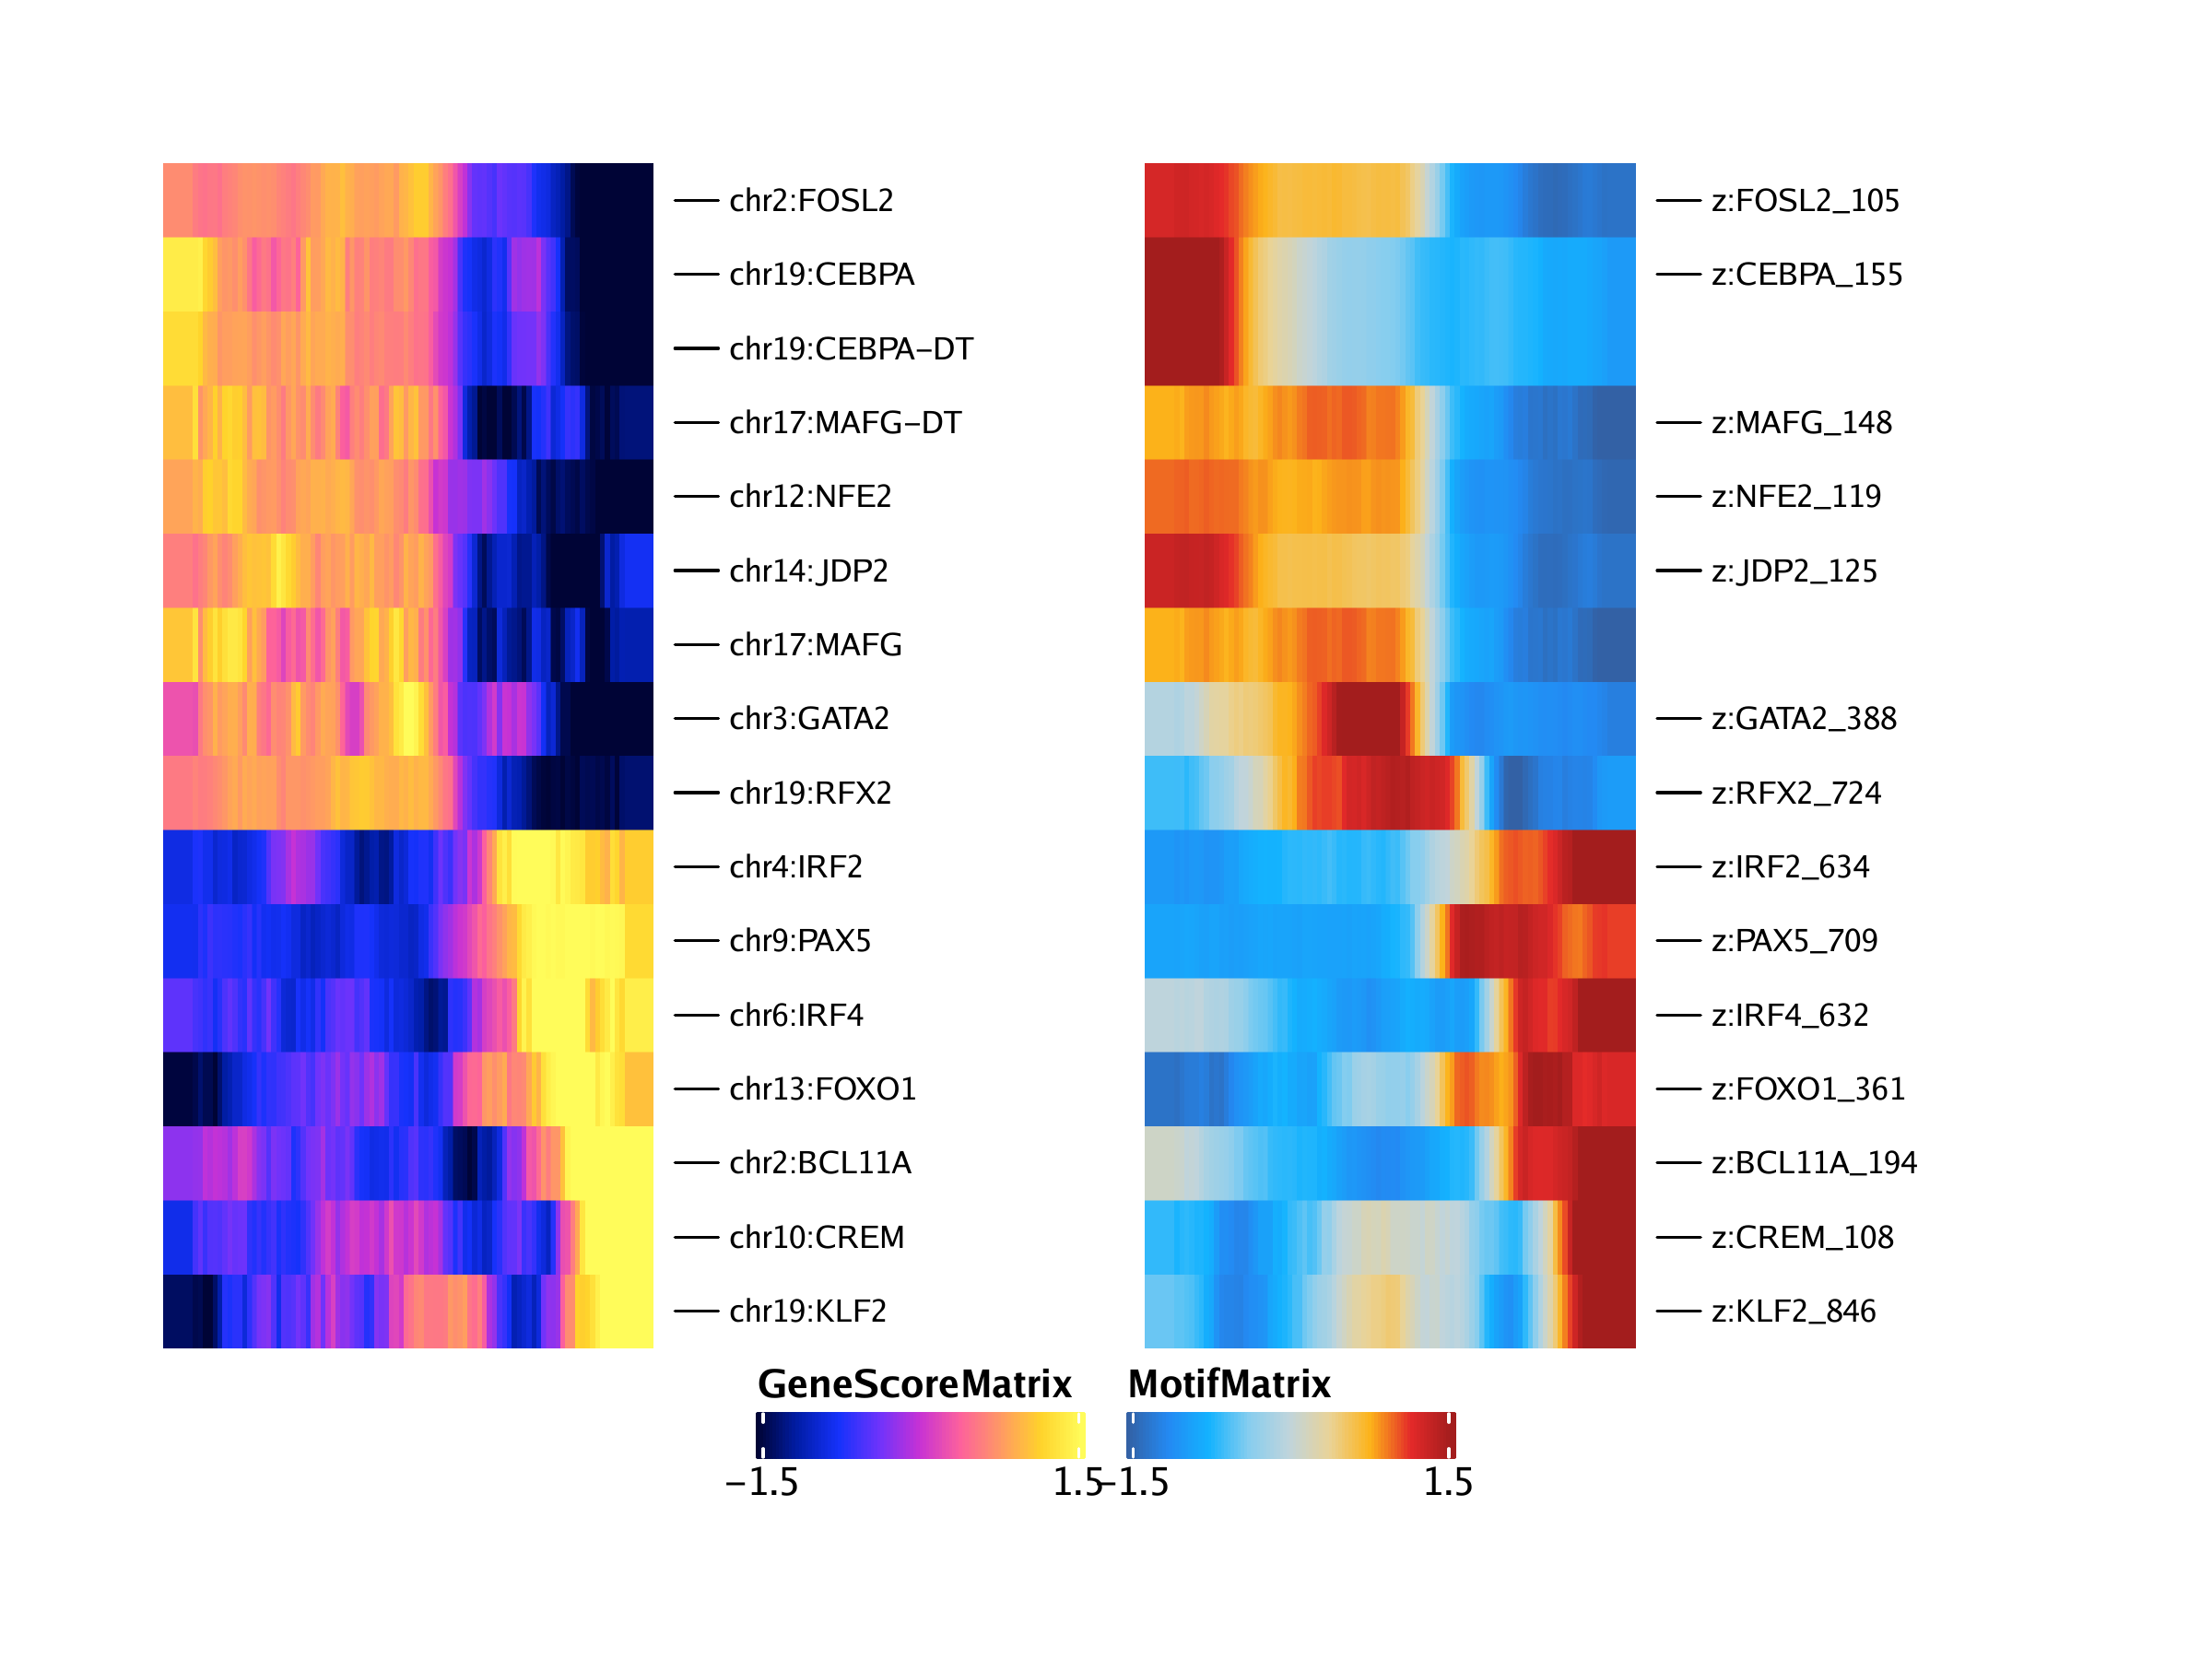 chr2:FOSL2
chr19:CEBPA
chr19:CEBPA−DT
chr17:MAFG−DT
chr12:NFE2
chr14:JDP2
chr17:MAFG
chr3:GATA2
chr19:RFX2
chr4:IRF2
chr9:PAX5
chr6:IRF4
chr13:FOXO1
chr2:BCL11A
chr10:CREM
chr19:KLF2
z:FOSL2_105
z:CEBPA_155
z:MAFG_148
z:NFE2_119
z:JDP2_125
z:GATA2_388
z:RFX2_724
z:IRF2_634
z:PAX5_709
z:IRF4_632
z:FOXO1_361
z:BCL11A_194
z:CREM_108
z:KLF2_846
GeneScoreMatrix
−1.5 1.5
MotifMatrix
−1.5 1.5